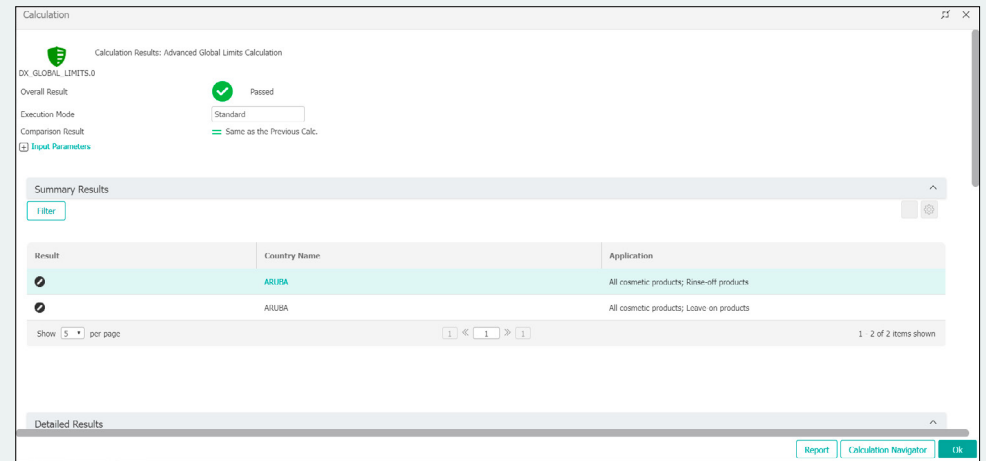 Calculation
Calculation Results: Advanced Global Limits Calculation
DX_GLOBAL_LIMITS.0
Overall Result Passed
Execution Mode Standard
Comparison Result Same as the Previous Calc.
Input Parameters
Summary Results
Filter
Result Country Name Application
ARUBA All cosmetic products; Rinse-off products
ARUBA All cosmetic products; Leave on products
Show 5 per page 1 « 1 » 1 1 - 2 of 2 items shown
Detailed Results
Report Calculation Navigator Ok